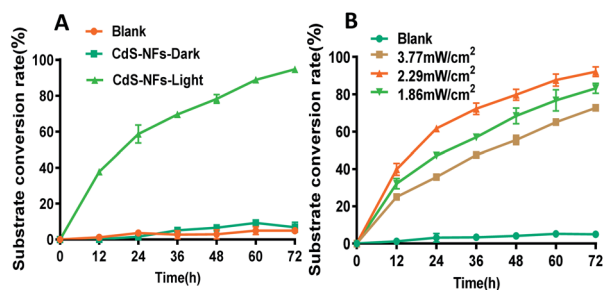 A
Blank
CdS-NFs-Dark
CdS-NFs-Light
Substrate conversion rate(%)
100
80
60
40
20
0
0 12 24 36 48 60 72
Time(h)
B
Blank
3.77mW/cm²
2.29mW/cm²
1.86mW/cm²
Substrate conversion rate(%)
100
80
60
40
20
0
0 12 24 36 48 60 72
Time(h)